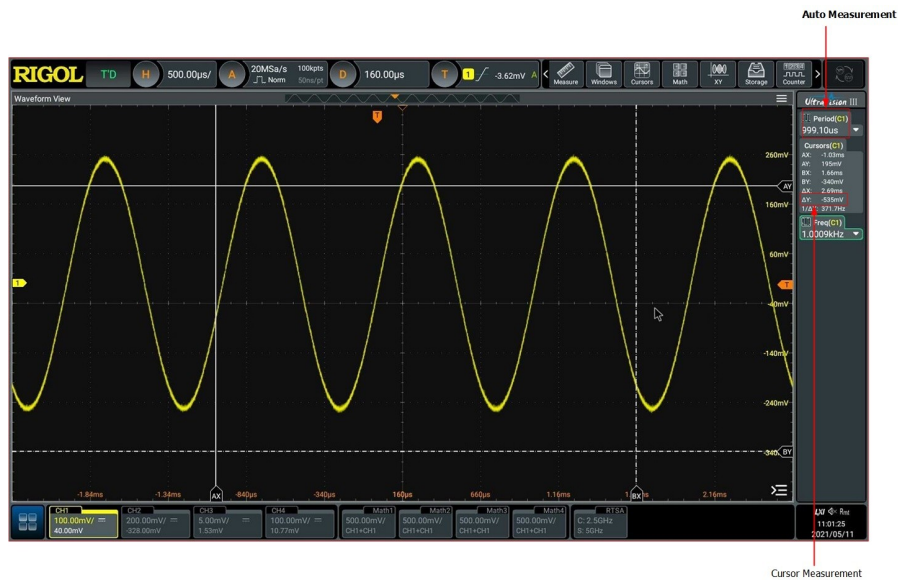 Auto Measurement
RIGOL T'D H 500.00μs/ A 20MSa/s 100kpts D 160.00μs T 1 -3.62mV A Measure Windows Cursors Math XY Storage Counter
Norm 50ns/pt
Waveform View
Period(C1)
999.10us
Cursors(C1)
AX: -1.03ms
AY: 195mV
BX: 1.66ms
BY: -340mV
ΔX: 2.69ms
ΔY: -535mV
371.7Hz
Freq(C1)
1.0009kHz
T
260mV
AY
160mV
60mV
1
T
-40mV
-140mV
-240mV
-340 BY
-1.84ms -1.34ms AX -840μs -340μs 160μs 660μs 1.16ms BX 2.16ms
CH1 CH2 CH3 CH4 Math1 Math2 Math3 Math4 RTSA
100.00mV/ 200.00mV/ 5.00mV/ 100.00mV/ 500.00mV/ 500.00mV/ 500.00mV/ 500.00mV/ C: 2.5GHz
40.00mV -328.00mV 1.53mV 10.77mV CH1+CH1 CH1+CH1 CH1+CH1 CH1+CH1 S: 5GHz
LXI Rmt
11:01:25
2021/05/11
Cursor Measurement